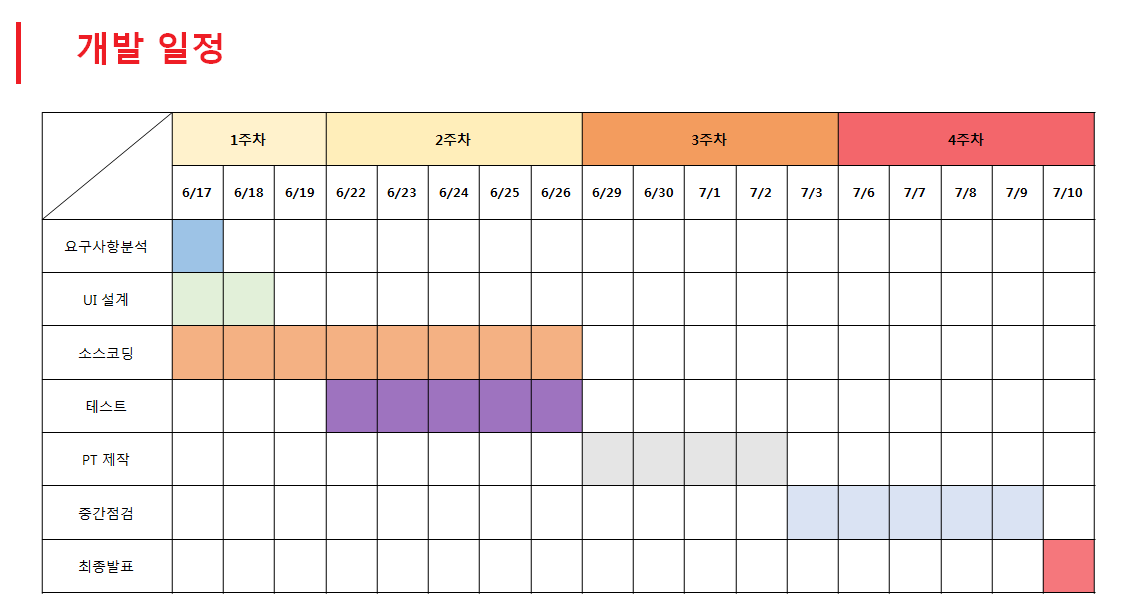 개발 일정
1주차 2주차 3주차 4주차
6/17 6/18 6/19 6/22 6/23 6/24 6/25 6/26 6/29 6/30 7/1 7/2 7/3 7/6 7/7 7/8 7/9 7/10
요구사항분석
UI 설계
소스코딩
테스트
PT 제작
중간점검
최종발표